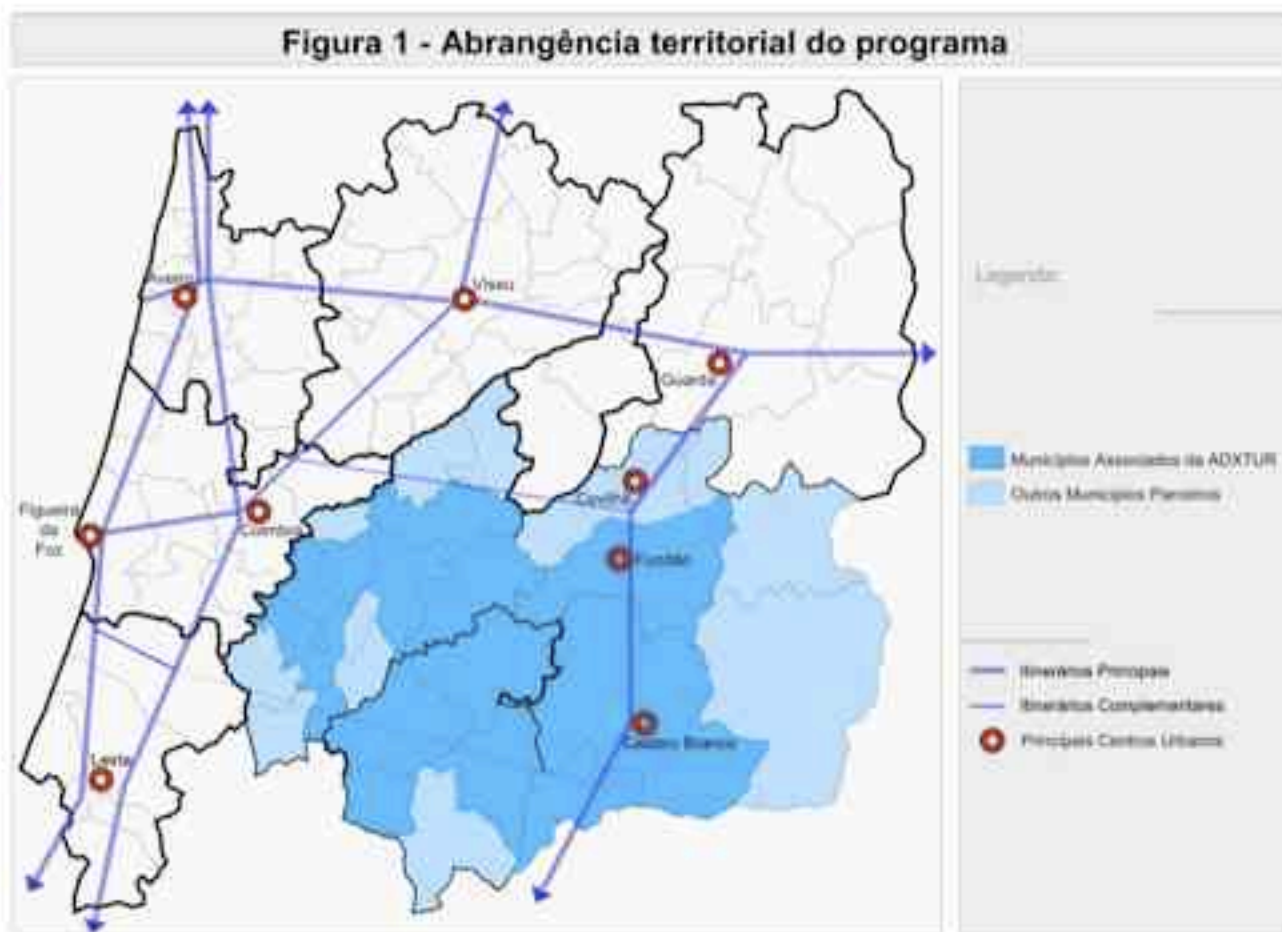 Figura 1 - Abrangência territorial do programa
Aveiro
Viseu
Guarda
Covilhã
Figueira
da
Foz
Coimbra
Fundão
Castelo Branco
Leiria
Legenda:
Municípios Associados da ADXTUR
Outros Municípios Parceiros
Itinerários Principais
Itinerários Complementares
Principais Centros Urbanos